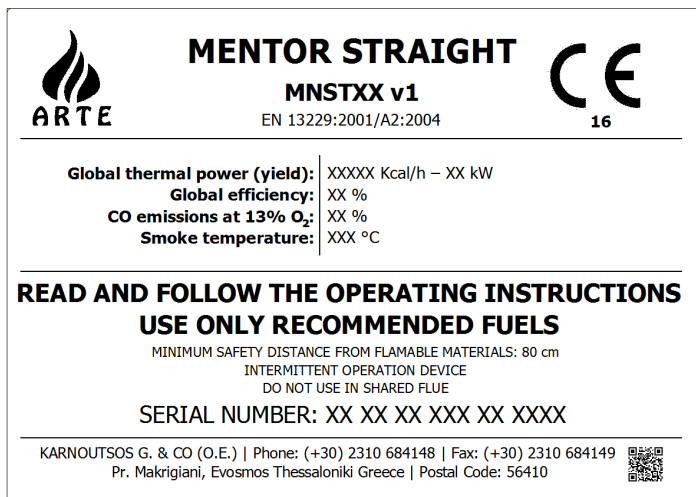 ARTE
MENTOR STRAIGHT
MNSTXX v1
EN 13229:2001/A2:2004
CE
16
Global thermal power (yield): XXXXX Kcal/h – XX kW
Global efficiency: XX %
CO emissions at 13% O₂: XX %
Smoke temperature: XXX °C
READ AND FOLLOW THE OPERATING INSTRUCTIONS
USE ONLY RECOMMENDED FUELS
MINIMUM SAFETY DISTANCE FROM FLAMABLE MATERIALS: 80 cm
INTERMITTENT OPERATION DEVICE
DO NOT USE IN SHARED FLUE
SERIAL NUMBER: XX XX XX XXX XX XXXX
KARNOUTSOS G. & CO (O.E.) | Phone: (+30) 2310 684148 | Fax: (+30) 2310 684149
Pr. Makrigiani, Evosmos Thessaloniki Greece | Postal Code: 56410